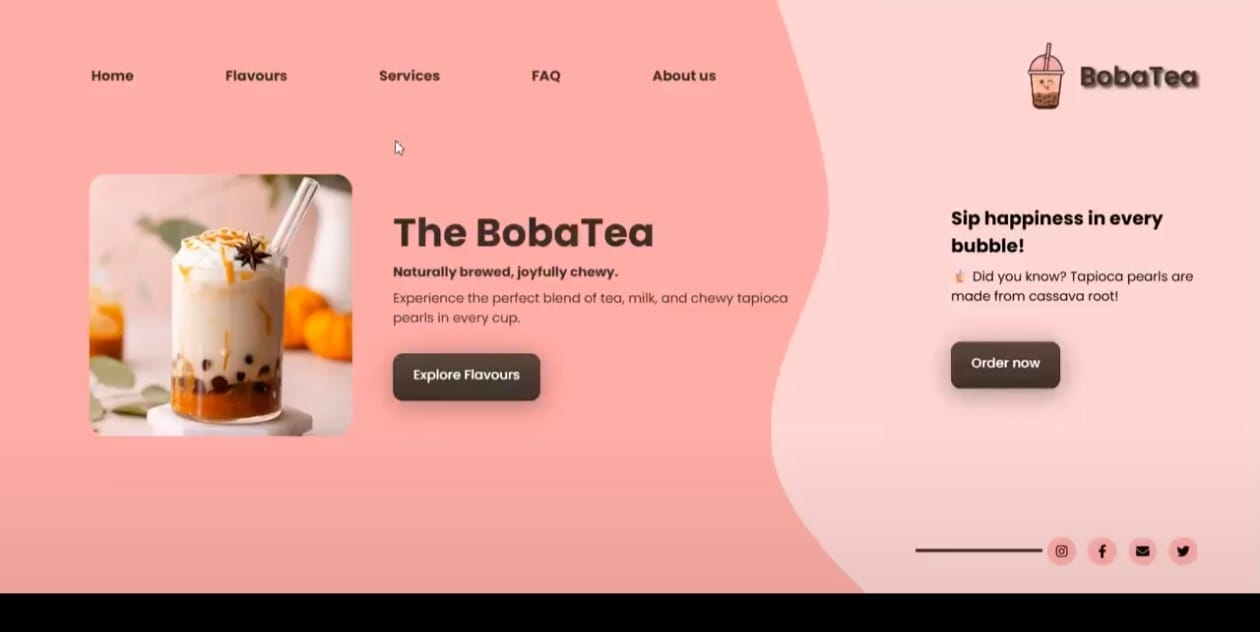 Home Flavours Services FAQ About us
BobaTea
The BobaTea
Naturally brewed, joyfully chewy.
Experience the perfect blend of tea, milk, and chewy tapioca
pearls in every cup.
Explore Flavours
Sip happiness in every
bubble!
Did you know? Tapioca pearls are
made from cassava root!
Order now